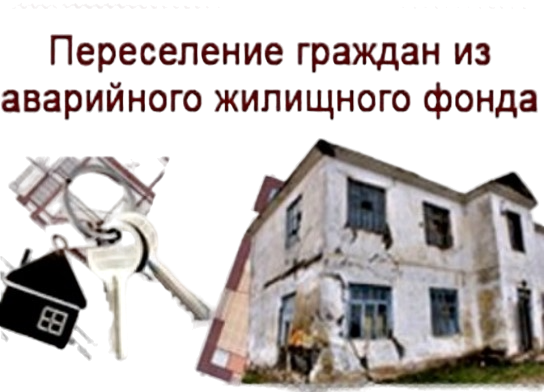 Переселение граждан из
аварийного жилищного фонда